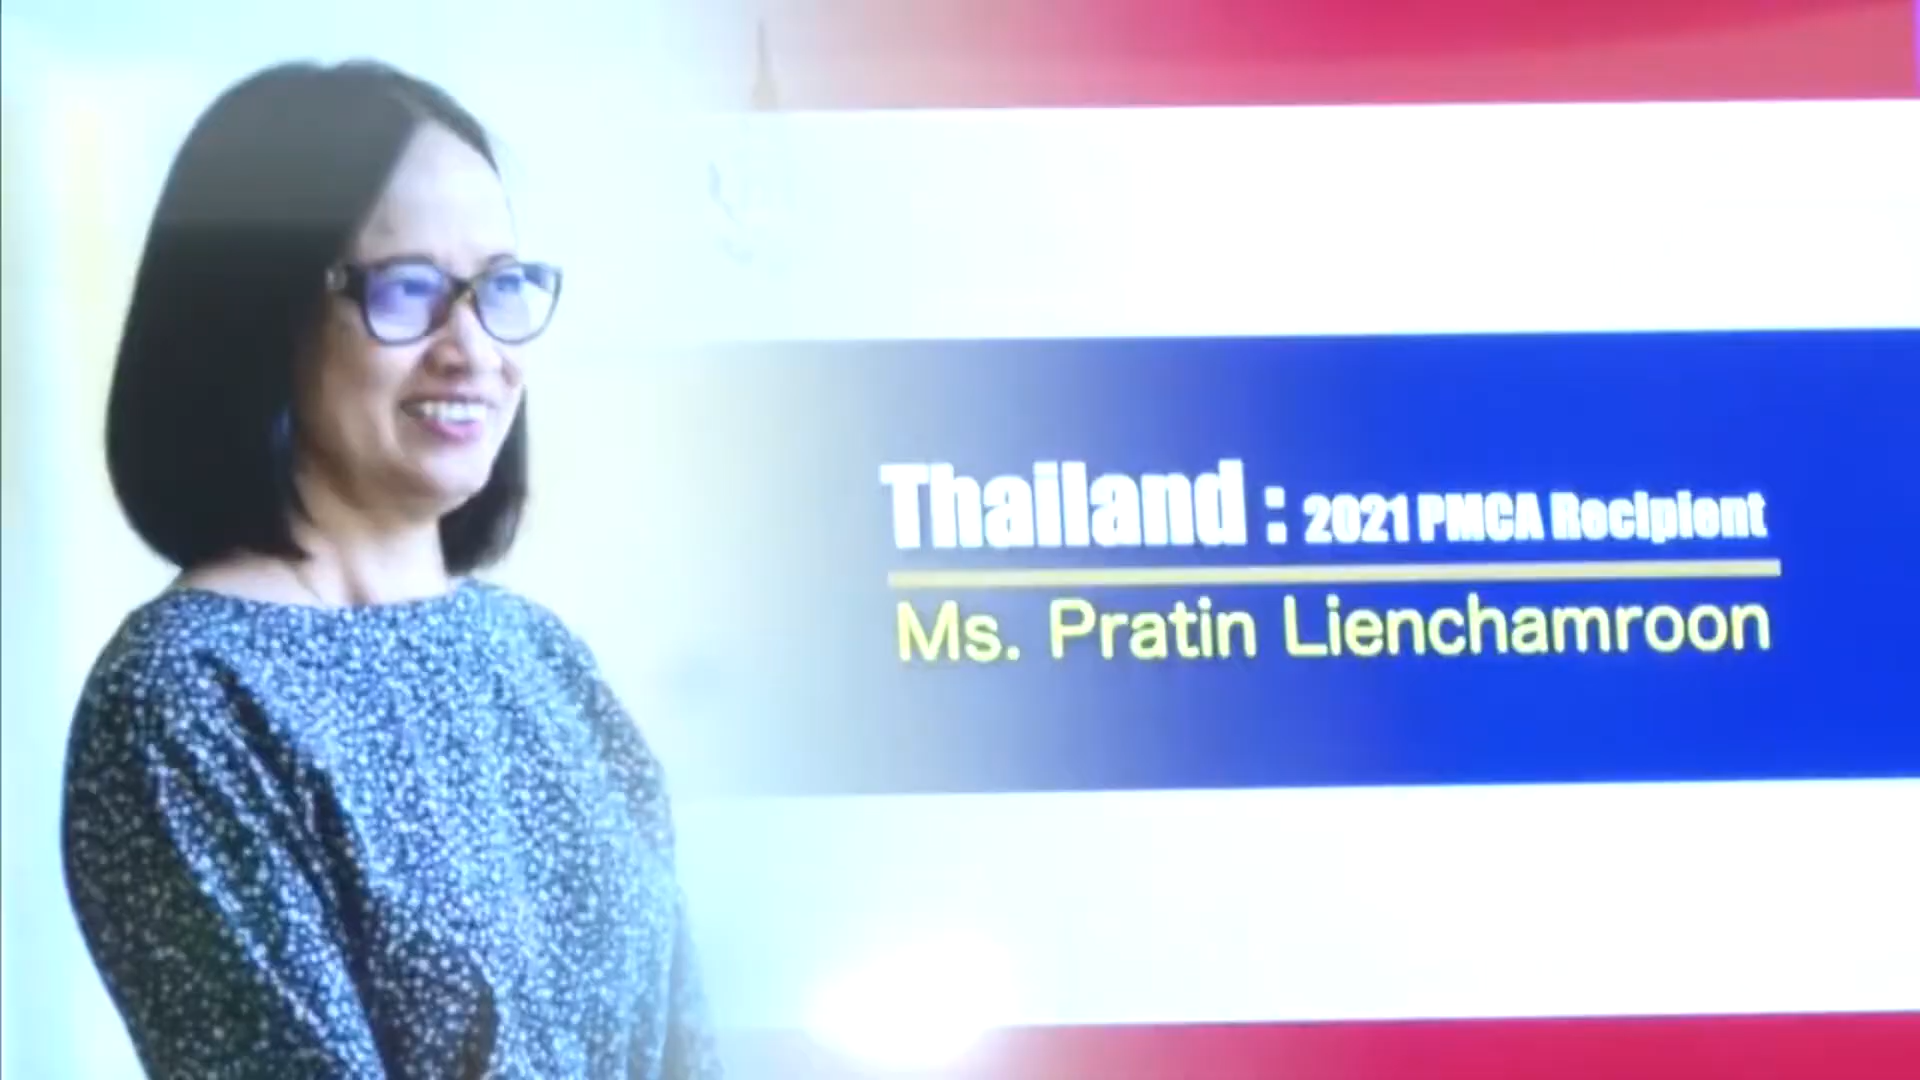 Thailand : 2021 PMCA Recipient
Ms. Pratin Lienchamroon